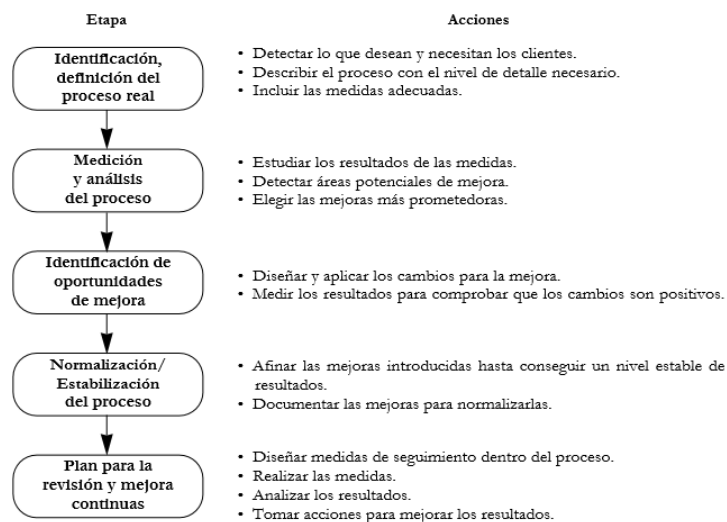 Etapa
Acciones
Identificación,
definición del
proceso real
• Detectar lo que desean y necesitan los clientes.
• Describir el proceso con el nivel de detalle necesario.
• Incluir las medidas adecuadas.
Medición
y análisis
del proceso
• Estudiar los resultados de las medidas.
• Detectar áreas potenciales de mejora.
• Elegir las mejoras más prometedoras.
Identificación de
oportunidades
de mejora
• Diseñar y aplicar los cambios para la mejora.
• Medir los resultados para comprobar que los cambios son positivos.
Normalización/
Estabilización
del proceso
• Afinar las mejoras introducidas hasta conseguir un nivel estable de
resultados.
• Documentar las mejoras para normalizarlas.
Plan para la
revisión y mejora
continuas
• Diseñar medidas de seguimiento dentro del proceso.
• Realizar las medidas.
• Analizar los resultados.
• Tomar acciones para mejorar los resultados.